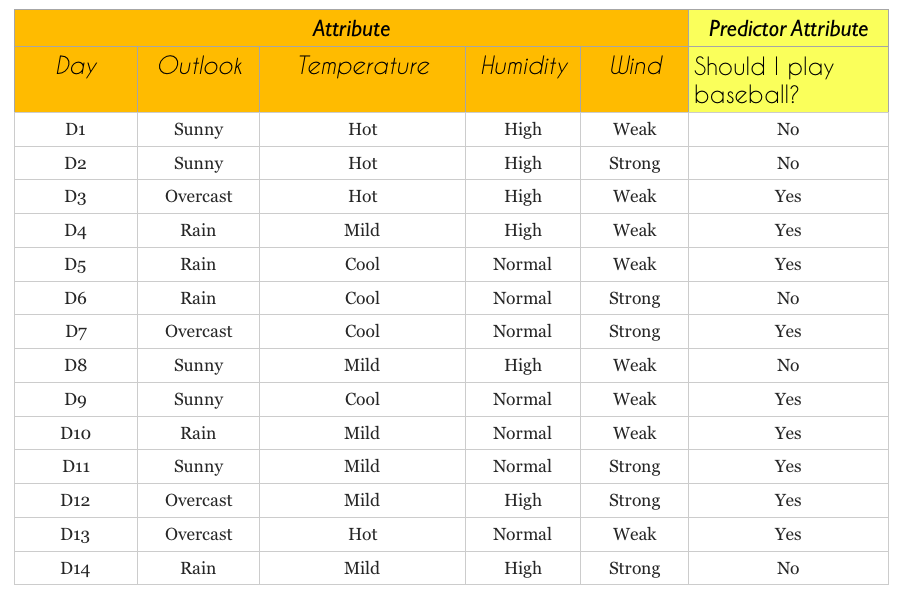 Attribute Predictor Attribute
Day Outlook Temperature Humidity Wind Should I play
baseball?
D1 Sunny Hot High Weak No
D2 Sunny Hot High Strong No
D3 Overcast Hot High Weak Yes
D4 Rain Mild High Weak Yes
D5 Rain Cool Normal Weak Yes
D6 Rain Cool Normal Strong No
D7 Overcast Cool Normal Strong Yes
D8 Sunny Mild High Weak No
D9 Sunny Cool Normal Weak Yes
D10 Rain Mild Normal Weak Yes
D11 Sunny Mild Normal Strong Yes
D12 Overcast Mild High Strong Yes
D13 Overcast Hot Normal Weak Yes
D14 Rain Mild High Strong No